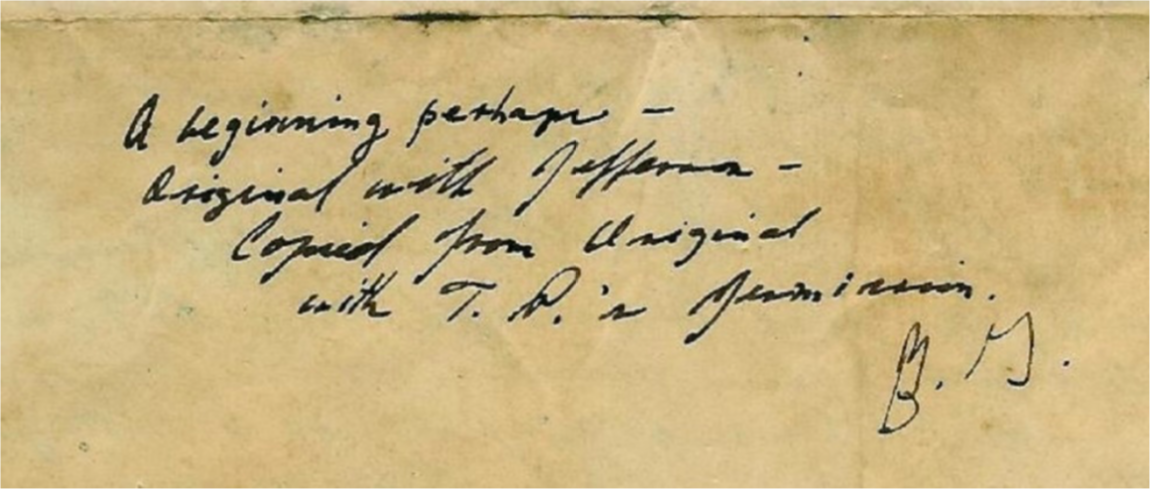 A beginning perhaps -
Original with Jefferson -
Copied from Original
with T. P.'s permission.
B.